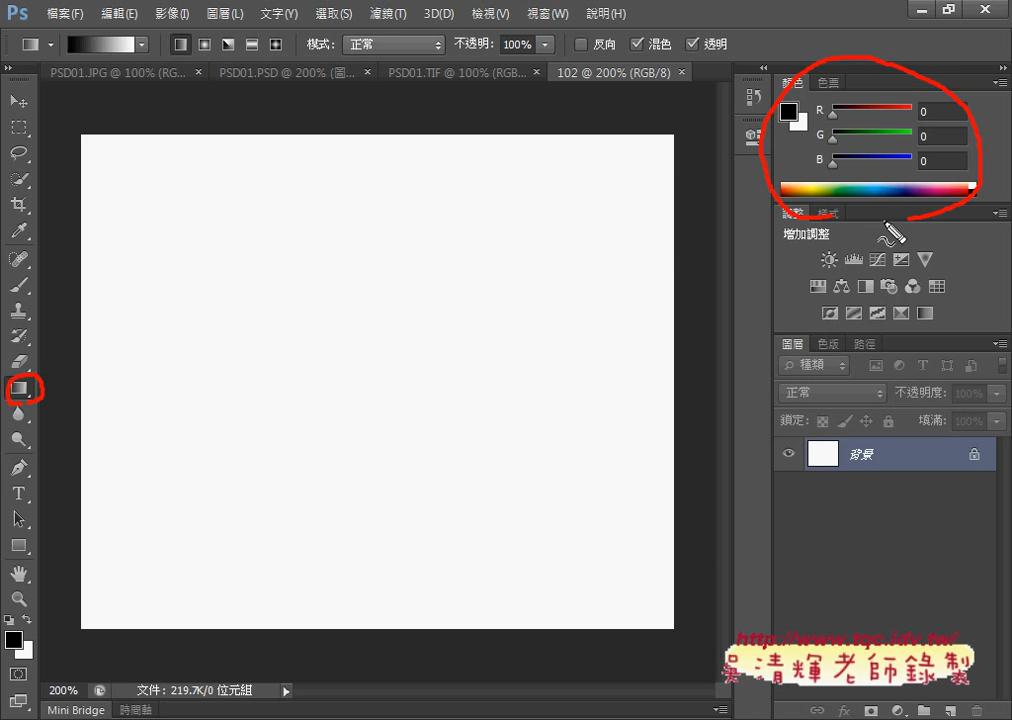 Ps 檔案(F) 編輯(E) 影像(I) 圖層(L) 文字(Y) 選取(S) 濾鏡(T) 3D(D) 檢視(V) 視窗(W) 說明(H)
模式: 正常 不透明: 100% 反向 混色 透明
PSD01.JPG @ 100% (RG... × PSD01.PSD @ 200% (圖... × PSD01.TIF @ 100% (RGB... × 102 @ 200% (RGB/8) ×
顏色 色票
R 0
G 0
B 0
調整 樣式
增加調整
圖層 色版 路徑
種類
正常 不透明度: 100%
鎖定: 填滿: 100%
背景
http://www.tqc.idv.tw/
吳清輝老師錄製
200% 文件: 219.7K/0 位元組
Mini Bridge 時間軸